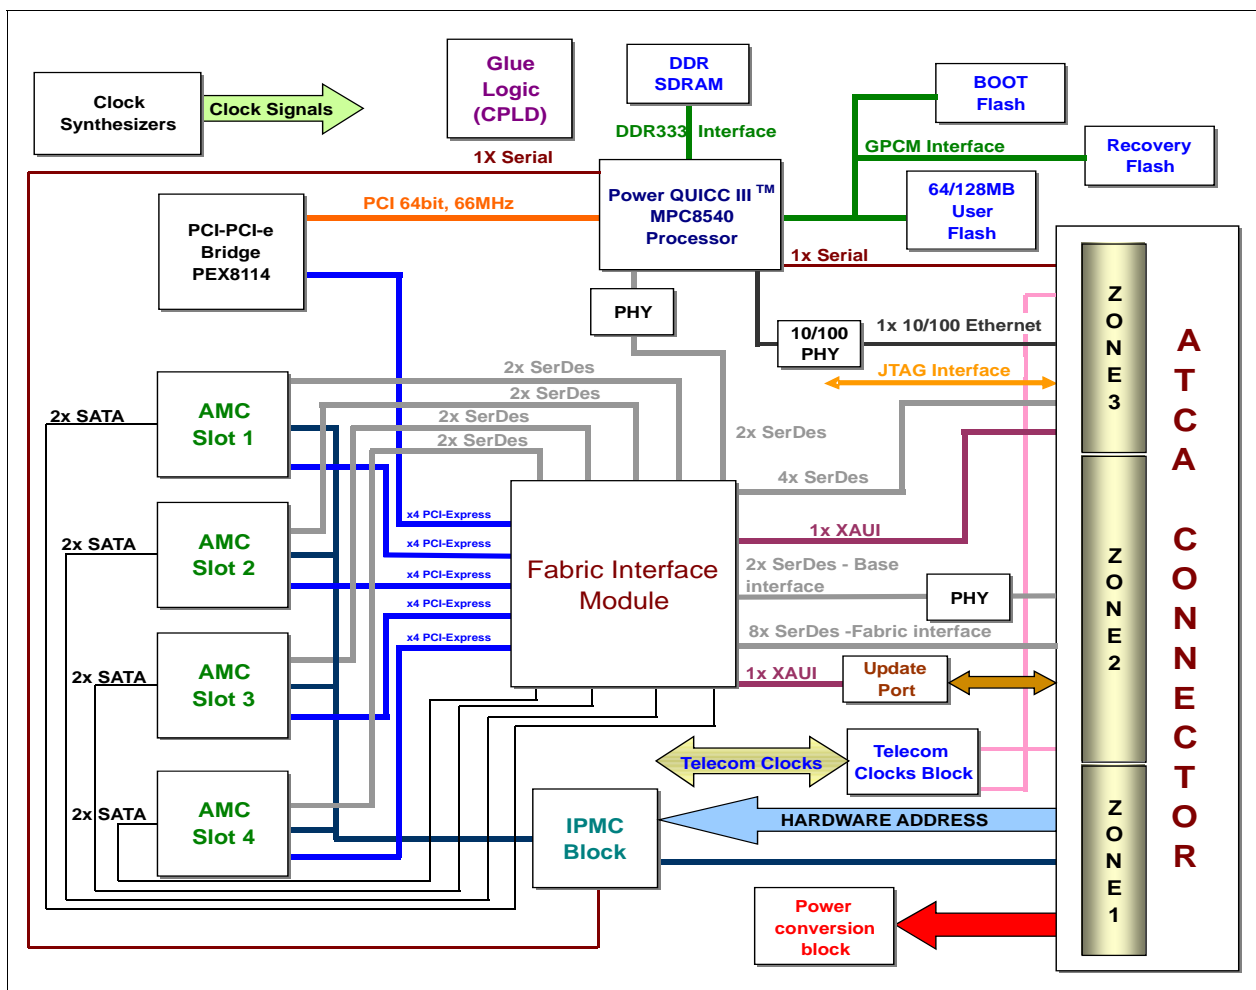 Clock
Synthesizers
Clock Signals
Glue
Logic
(CPLD)
DDR
SDRAM
BOOT
Flash
DDR333 Interface
GPCM Interface
Recovery
Flash
1X Serial
Power QUICC III ™
MPC8540
Processor
64/128MB
User
Flash
PCI 64bit, 66MHz
PCI-PCI-e
Bridge
PEX8114
1x Serial
PHY
10/100
PHY
1x 10/100 Ethernet
JTAG Interface
2x SerDes
2x SerDes
2x SerDes
2x SerDes
2x SerDes
4x SerDes
2x SATA
AMC
Slot 1
2x SATA
AMC
Slot 2
2x SATA
AMC
Slot 3
2x SATA
AMC
Slot 4
x4 PCI-Express
x4 PCI-Express
x4 PCI-Express
x4 PCI-Express
x4 PCI-Express
Fabric Interface
Module
1x XAUI
2x SerDes - Base
interface
PHY
8x SerDes -Fabric interface
1x XAUI
Update
Port
Telecom Clocks
Telecom
Clocks Block
IPMC
Block
HARDWARE ADDRESS
Power
conversion
block
ZONE3
ZONE2
ZONE1
ATCA CONNECTOR